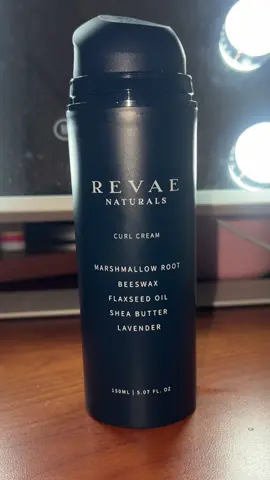 REVAE
NATURALS
CURL CREAM
MARSHMALLOW ROOT
BEESWAX
FLAXSEED OIL
SHEA BUTTER
LAVENDER
150ML | 5.07 FL. OZ